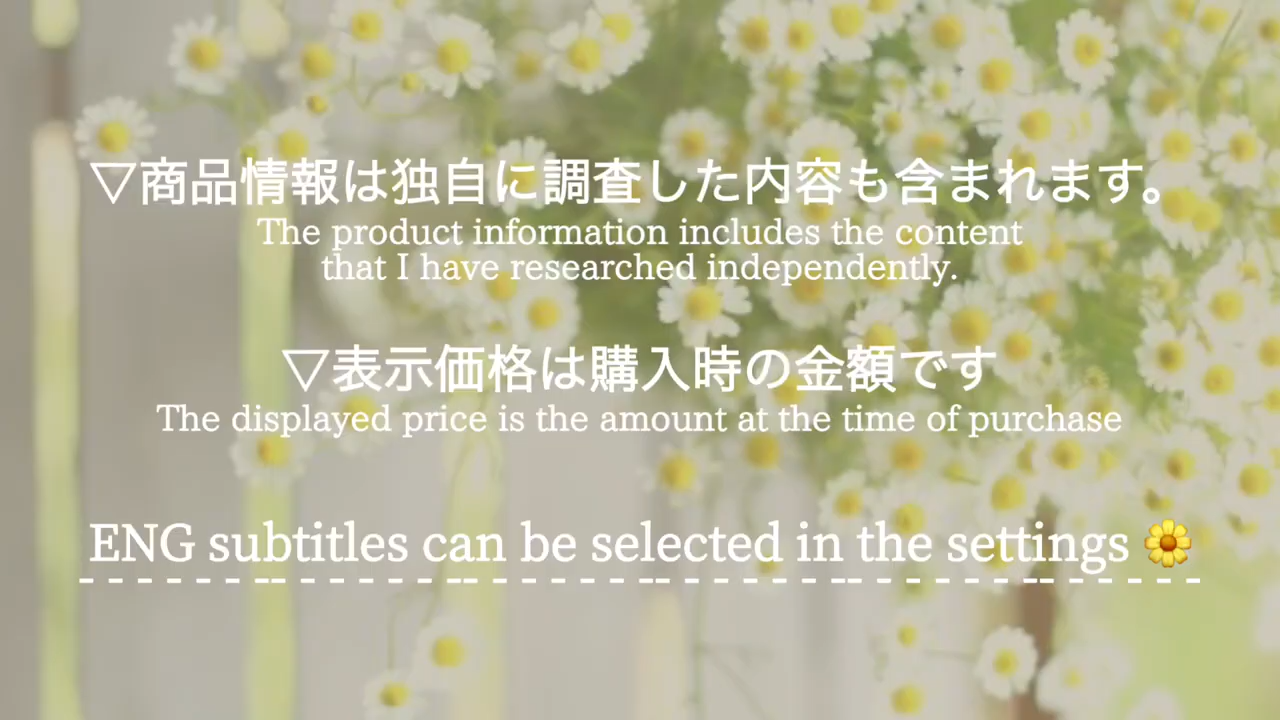 ▽商品情報は独自に調査した内容も含まれます。
The product information includes the content
that I have researched independently.
▽表示価格は購入時の金額です
The displayed price is the amount at the time of purchase
ENG subtitles can be selected in the settings 🌼